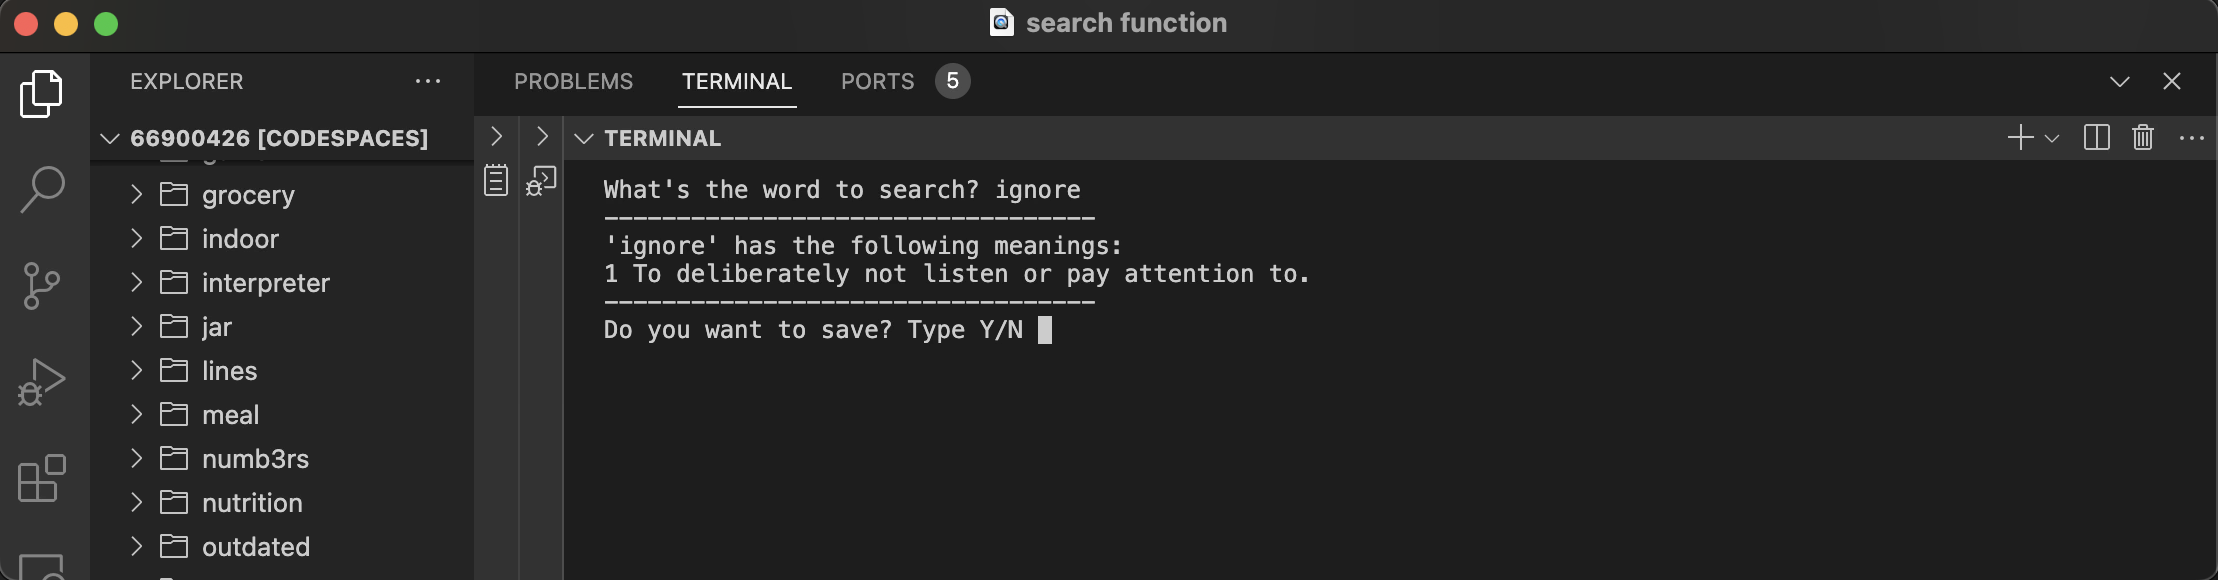 search function
EXPLORER
PROBLEMS TERMINAL PORTS 5
66900426 [CODESPACES]
grocery
indoor
interpreter
jar
lines
meal
numb3rs
nutrition
outdated
TERMINAL
What's the word to search? ignore
----------------------------------
'ignore' has the following meanings:
1 To deliberately not listen or pay attention to.
----------------------------------
Do you want to save? Type Y/N